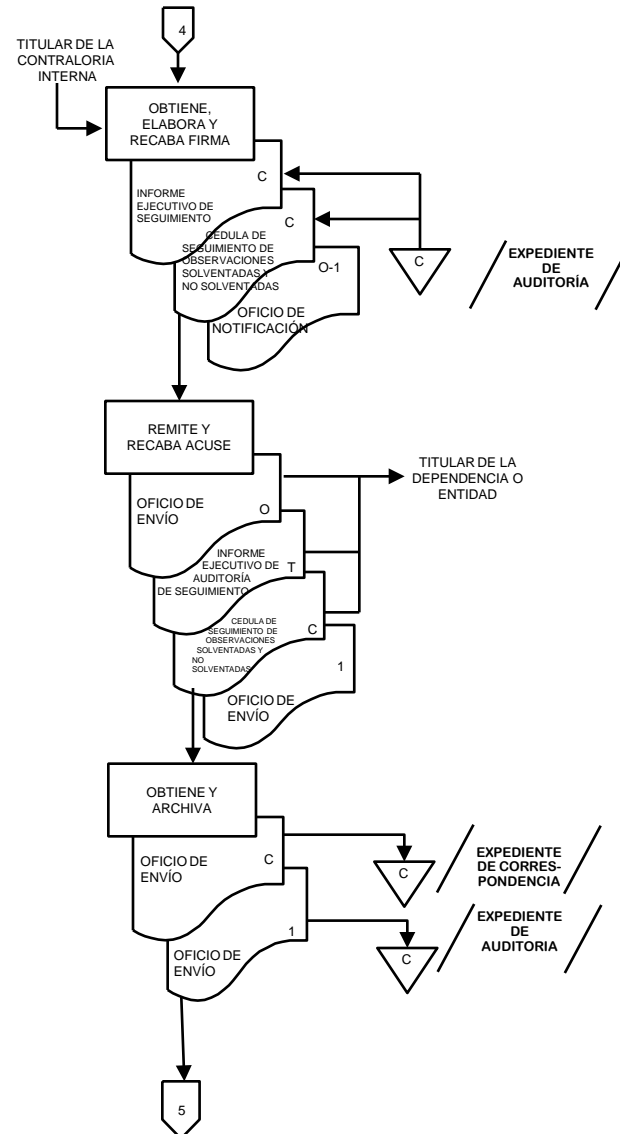 4
TITULAR DE LA
CONTRALORIA
INTERNA
OBTIENE,
ELABORA Y
RECABA FIRMA
C
INFORME
EJECUTIVO DE
SEGUIMIENTO
C
CEDULA DE
SEGUIMIENTO DE
OBSERVACIONES
SOLVENTADAS Y
NO SOLVENTADAS
O-1
OFICIO DE
NOTIFICACIÓN
C
EXPEDIENTE
DE
AUDITORÍA
REMITE Y
RECABA ACUSE
TITULAR DE LA
DEPENDENCIA O
ENTIDAD
OFICIO DE
ENVÍO
O
INFORME
EJECUTIVO DE
AUDITORÍA
DE SEGUIMIENTO
T
CEDULA DE
SEGUIMIENTO DE
OBSERVACIONES
SOLVENTADAS Y
NO
SOLVENTADAS
C
1
OFICIO DE
ENVÍO
OBTIENE Y
ARCHIVA
OFICIO DE
ENVÍO
C
C
EXPEDIENTE
DE CORRES-
PONDENCIA
1
OFICIO DE
ENVÍO
C
EXPEDIENTE
DE
AUDITORIA
5